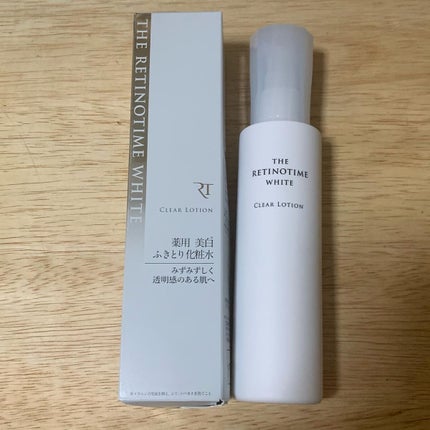 THE RETINOTIME WHITE
RT
CLEAR LOTION
薬用 美白
ふきとり化粧水
みずみずしく
透明感のある肌へ
THE
RETINOTIME
WHITE
CLEAR LOTION